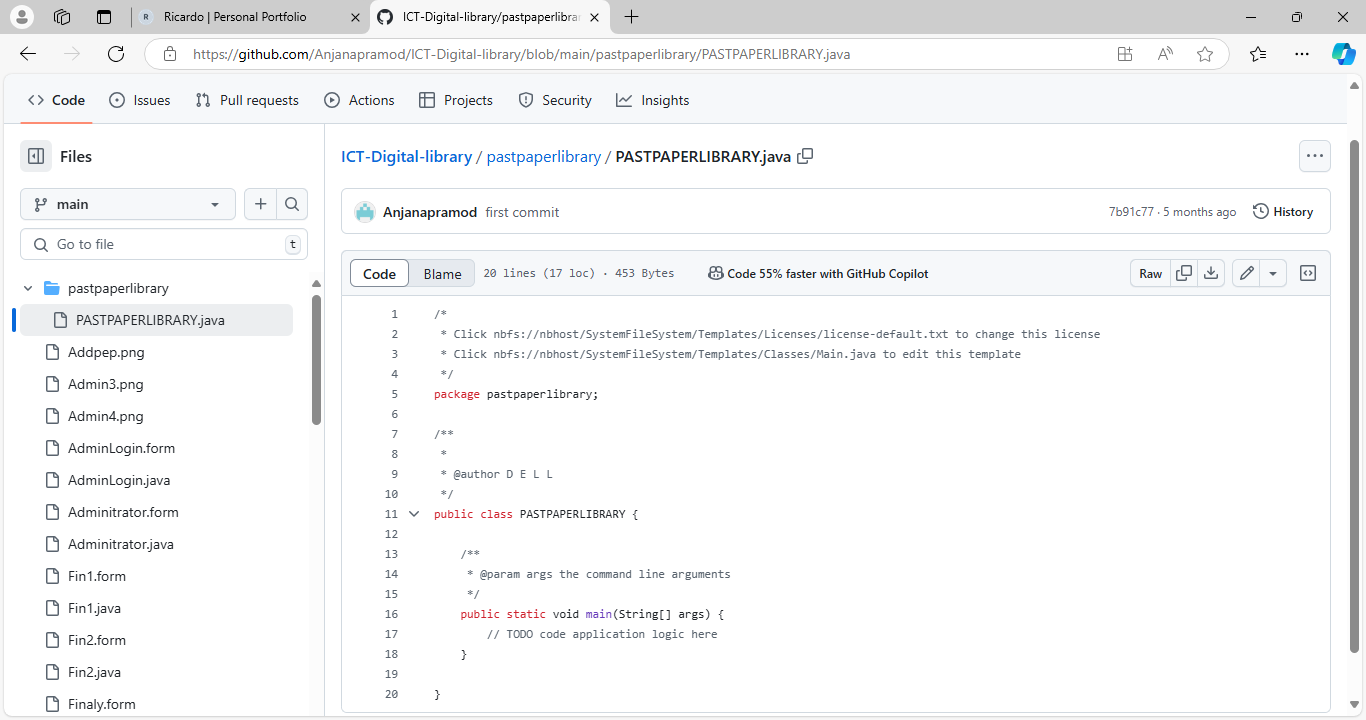 Ricardo | Personal Portfolio
ICT-Digital-library/pastpaperlibrar
https://github.com/Anjanapramod/ICT-Digital-library/blob/main/pastpaperlibrary/PASTPAPERLIBRARY.java
Code Issues Pull requests Actions Projects Security Insights
Files
main
Go to file t
pastpaperlibrary
PASTPAPERLIBRARY.java
Addpep.png
Admin3.png
Admin4.png
AdminLogin.form
AdminLogin.java
Adminitrator.form
Adminitrator.java
Fin1.form
Fin1.java
Fin2.form
Fin2.java
Finaly.form
ICT-Digital-library / pastpaperlibrary / PASTPAPERLIBRARY.java
Anjanapramod first commit 7b91c77 · 5 months ago History
Code Blame 20 lines (17 loc) · 453 Bytes Code 55% faster with GitHub Copilot Raw
1 /*
2 * Click nbfs://nbhost/SystemFileSystem/Templates/Licenses/license-default.txt to change this license
3 * Click nbfs://nbhost/SystemFileSystem/Templates/Classes/Main.java to edit this template
4 */
5 package pastpaperlibrary;
6
7 /**
8 *
9 * @author D E L L
10 */
11 public class PASTPAPERLIBRARY {
12
13 /**
14 * @param args the command line arguments
15 */
16 public static void main(String[] args) {
17 // TODO code application logic here
18 }
19
20 }